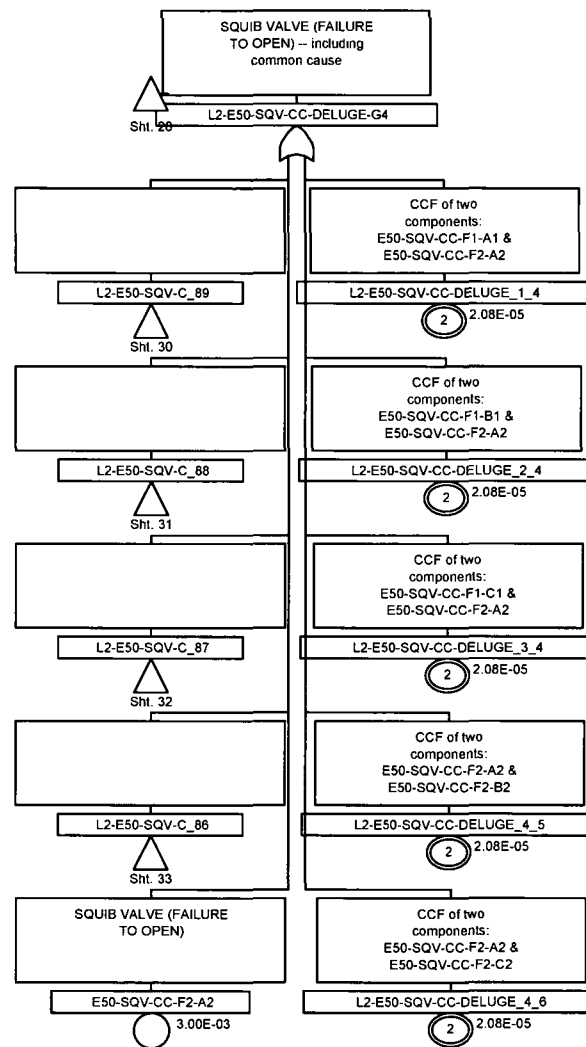 SQUIB VALVE (FAILURE
TO OPEN) -- including
common cause
L2-E50-SQV-CC-DELUGE-G4
Sht. 28
CCF of two
components:
E50-SQV-CC-F1-A1 &
E50-SQV-CC-F2-A2
L2-E50-SQV-C_89
L2-E50-SQV-CC-DELUGE_1_4
Sht. 30
2
2.08E-05
CCF of two
components:
E50-SQV-CC-F1-B1 &
E50-SQV-CC-F2-A2
L2-E50-SQV-C_88
L2-E50-SQV-CC-DELUGE_2_4
Sht. 31
2
2.08E-05
CCF of two
components:
E50-SQV-CC-F1-C1 &
E50-SQV-CC-F2-A2
L2-E50-SQV-C_87
L2-E50-SQV-CC-DELUGE_3_4
Sht. 32
2
2.08E-05
CCF of two
components:
E50-SQV-CC-F2-A2 &
E50-SQV-CC-F2-B2
L2-E50-SQV-C_86
L2-E50-SQV-CC-DELUGE_4_5
Sht. 33
2
2.08E-05
SQUIB VALVE (FAILURE
TO OPEN)
CCF of two
components:
E50-SQV-CC-F2-A2 &
E50-SQV-CC-F2-C2
E50-SQV-CC-F2-A2
L2-E50-SQV-CC-DELUGE_4_6
3.00E-03
2
2.08E-05